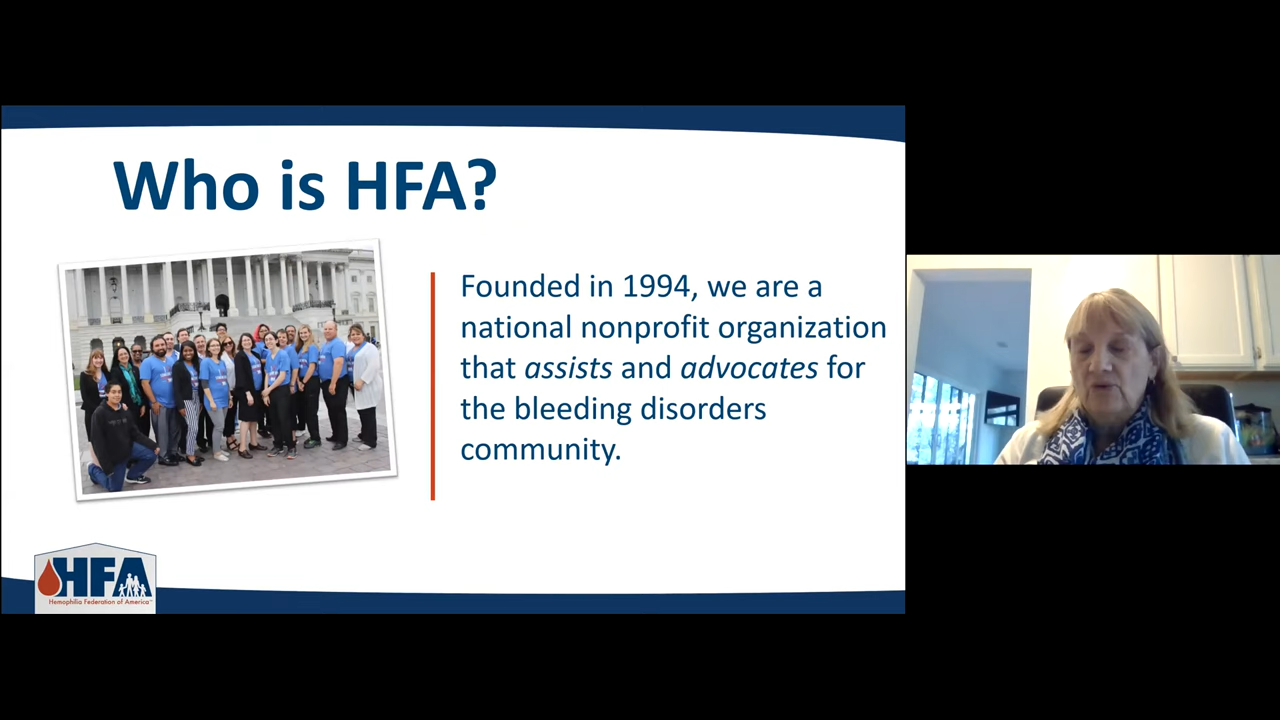 Who is HFA?
Founded in 1994, we are a
national nonprofit organization
that assists and advocates for
the bleeding disorders
community.
HFA
Hemophilia Federation of America™